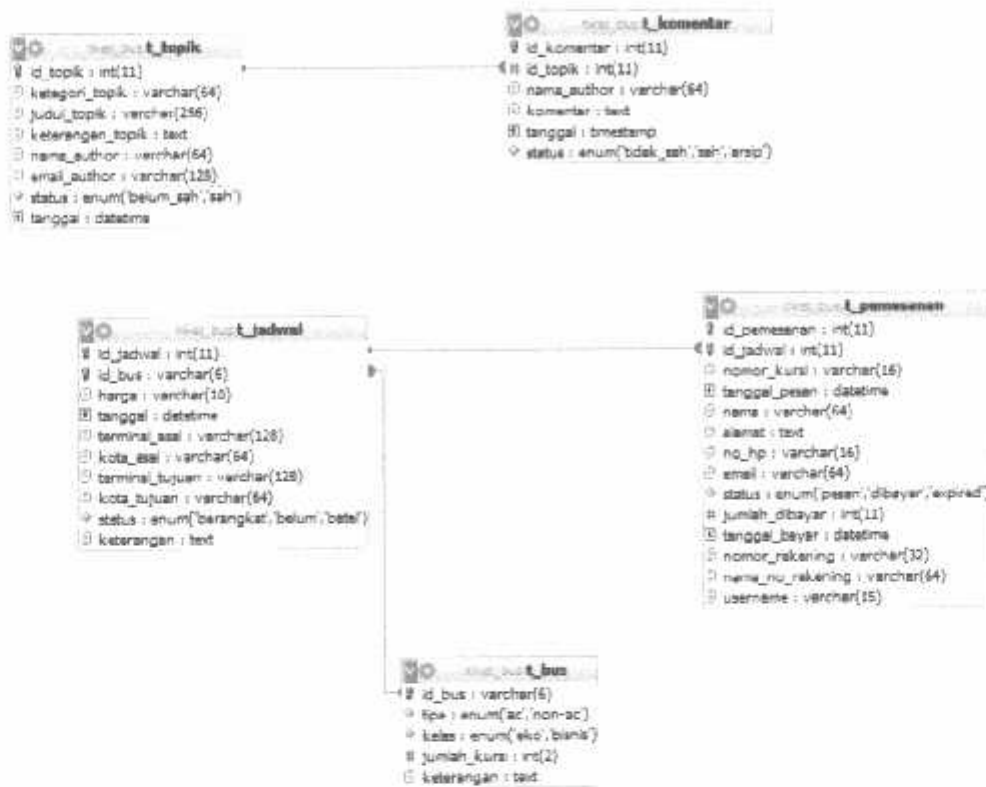 t_topik
id_topik : int(11)
kategori_topik : varchar(64)
judul_topik : varchar(256)
keterangan_topik : text
nama_author : varchar(64)
email_author : varchar(128)
status : enum('belum_sah','sah')
tanggal : datetime
t_komentar
id_komentar : int(11)
id_topik : int(11)
nama_author : varchar(64)
komentar : text
tanggal : timestamp
status : enum('tidak_sah','sah','arsip')
t_jadwal
id_jadwal : int(11)
id_bus : varchar(6)
harga : varchar(10)
tanggal : datetime
terminal_asal : varchar(128)
kota_asal : varchar(64)
terminal_tujuan : varchar(128)
kota_tujuan : varchar(64)
status : enum('berangkat','belum','batal')
keterangan : text
t_pemesanan
id_pemesanan : int(11)
id_jadwal : int(11)
nomor_kursi : varchar(16)
tanggal_pesan : datetime
nama : varchar(64)
alamat : text
no_hp : varchar(16)
email : varchar(64)
status : enum('pesan','dibayar','expired')
jumlah_dibayar : int(11)
tanggal_bayar : datetime
nomor_rekening : varchar(32)
nama_no_rekening : varchar(64)
username : varchar(15)
t_bus
id_bus : varchar(6)
tipe : enum('ac','non-ac')
kelas : enum('eko','bisnis')
jumlah_kursi : int(2)
keterangan : text